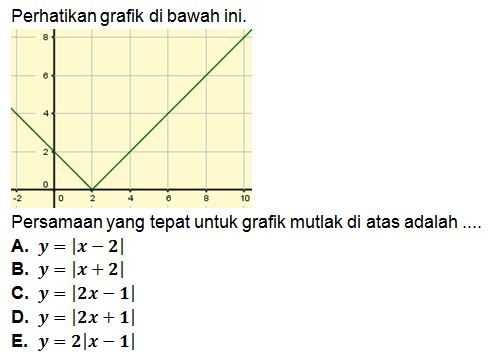 Perhatikan grafik di bawah ini.
8
6
4
2
0
-2 0 2 4 6 8 10
Persamaan yang tepat untuk grafik mutlak di atas adalah ....
A. y = |x − 2|
B. y = |x + 2|
C. y = |2x − 1|
D. y = |2x + 1|
E. y = 2|x − 1|